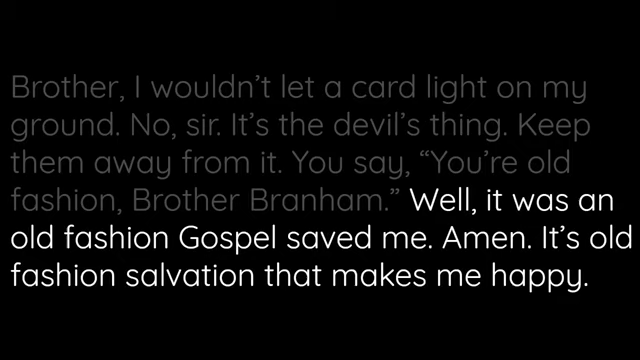 Brother, I wouldn't let a card light on my
ground. No, sir. It's the devil's thing. Keep
them away from it. You say, “You're old
fashion, Brother Branham.” Well, it was an
old fashion Gospel saved me. Amen. It's old
fashion salvation that makes me happy.